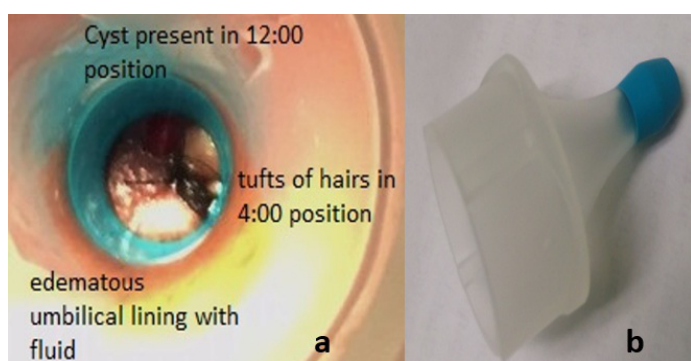 Cyst present in 12:00
position
tufts of hairs in
4:00 position
edematous
umbilical lining with
fluid
a
b